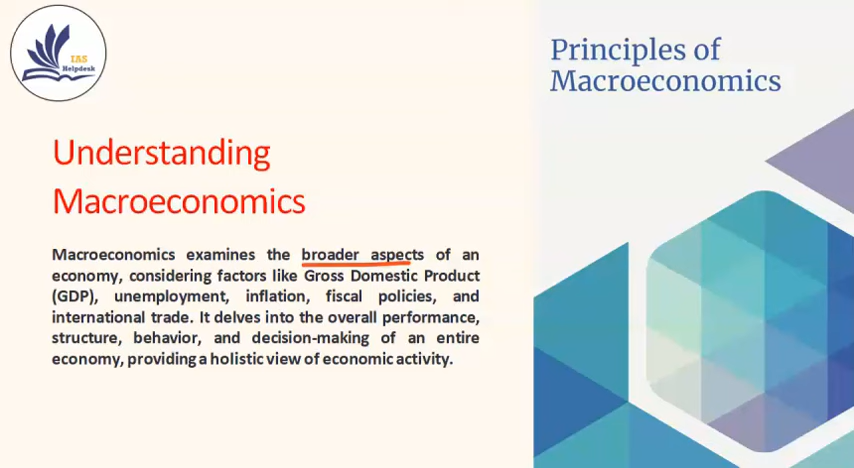 IAS
Helpdesk
Principles of
Macroeconomics
Understanding
Macroeconomics
Macroeconomics examines the broader aspects of an
economy, considering factors like Gross Domestic Product
(GDP), unemployment, inflation, fiscal policies, and
international trade. It delves into the overall performance,
structure, behavior, and decision-making of an entire
economy, providing a holistic view of economic activity.